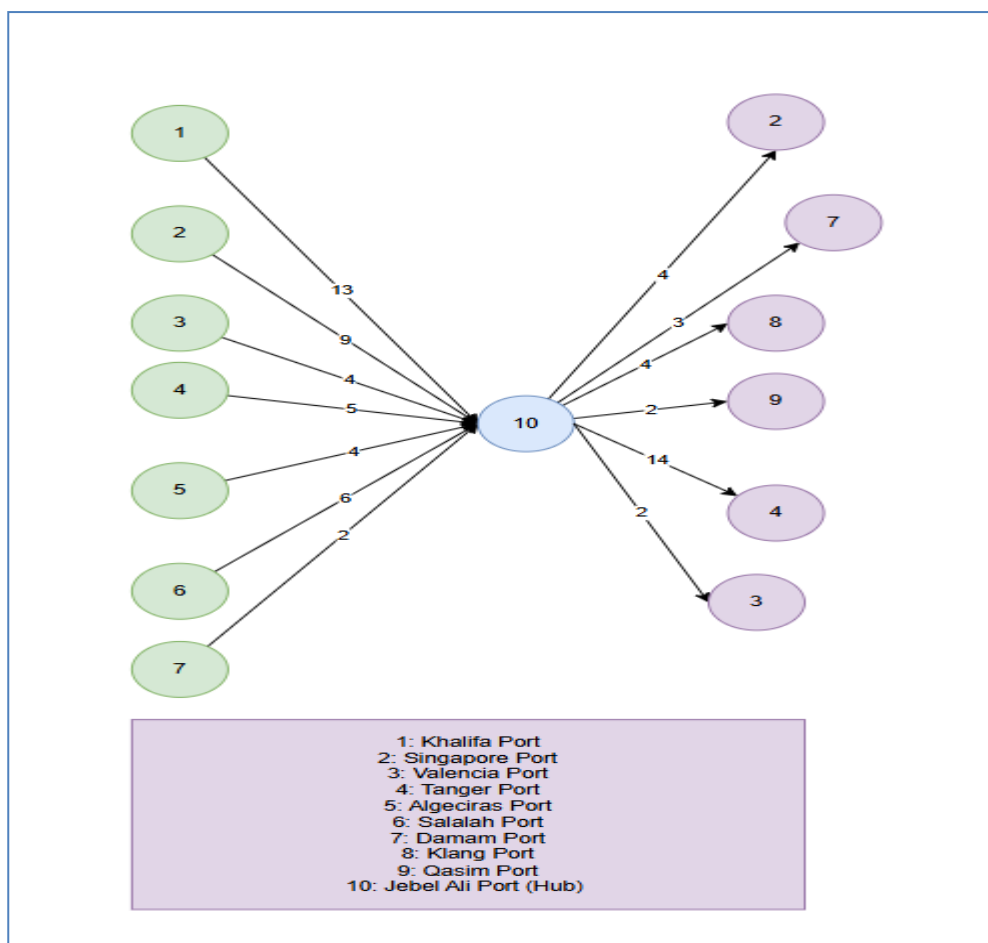 1
2
2
7
13
4
3
9
3
8
4
4
4
5
2
9
10
4
14
5
4
6
2
2
6
3
7
1: Khalifa Port
2: Singapore Port
3: Valencia Port
4: Tanger Port
5: Algeciras Port
6: Salalah Port
7: Damam Port
8: Klang Port
9: Qasim Port
10: Jebel Ali Port (Hub)